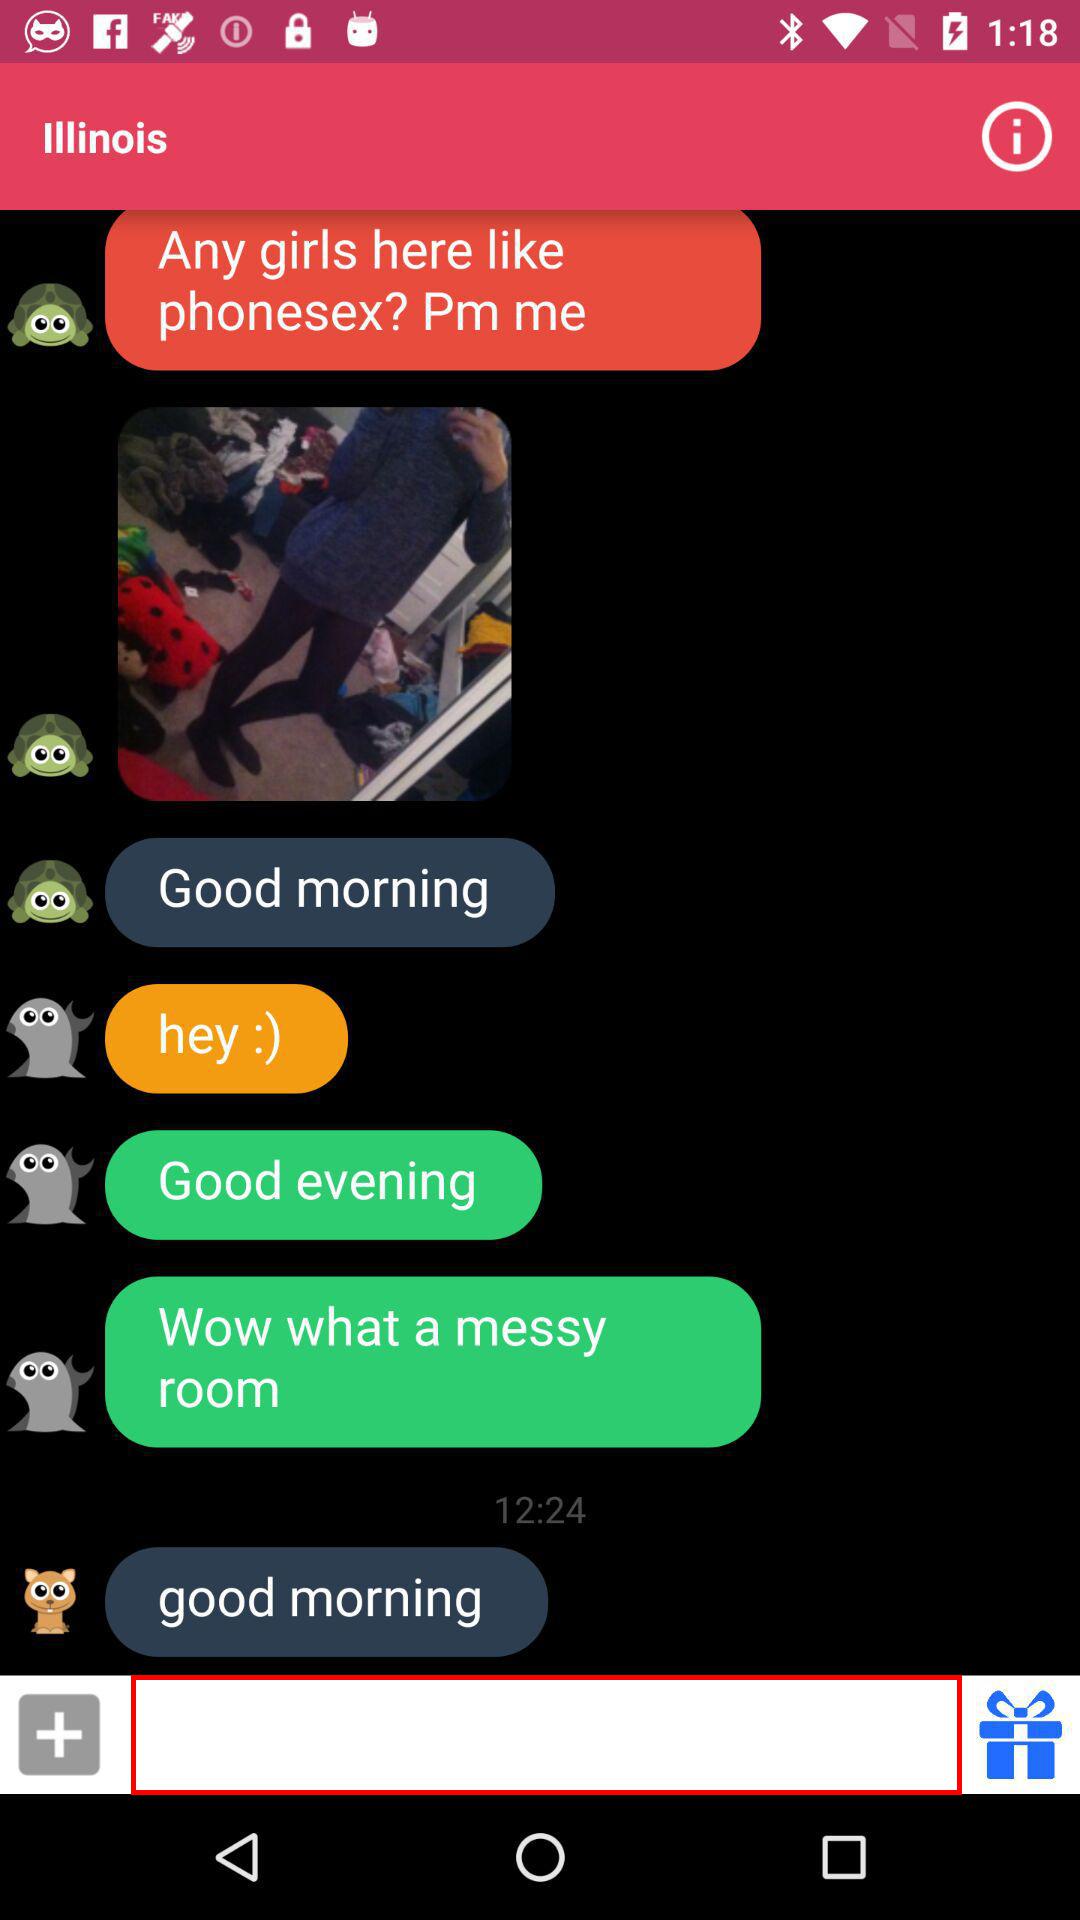 FAKE
1:18
Illinois
Any girls here like
phonesex? Pm me
Good morning
hey :)
Good evening
Wow what a messy
room
12:24
good morning